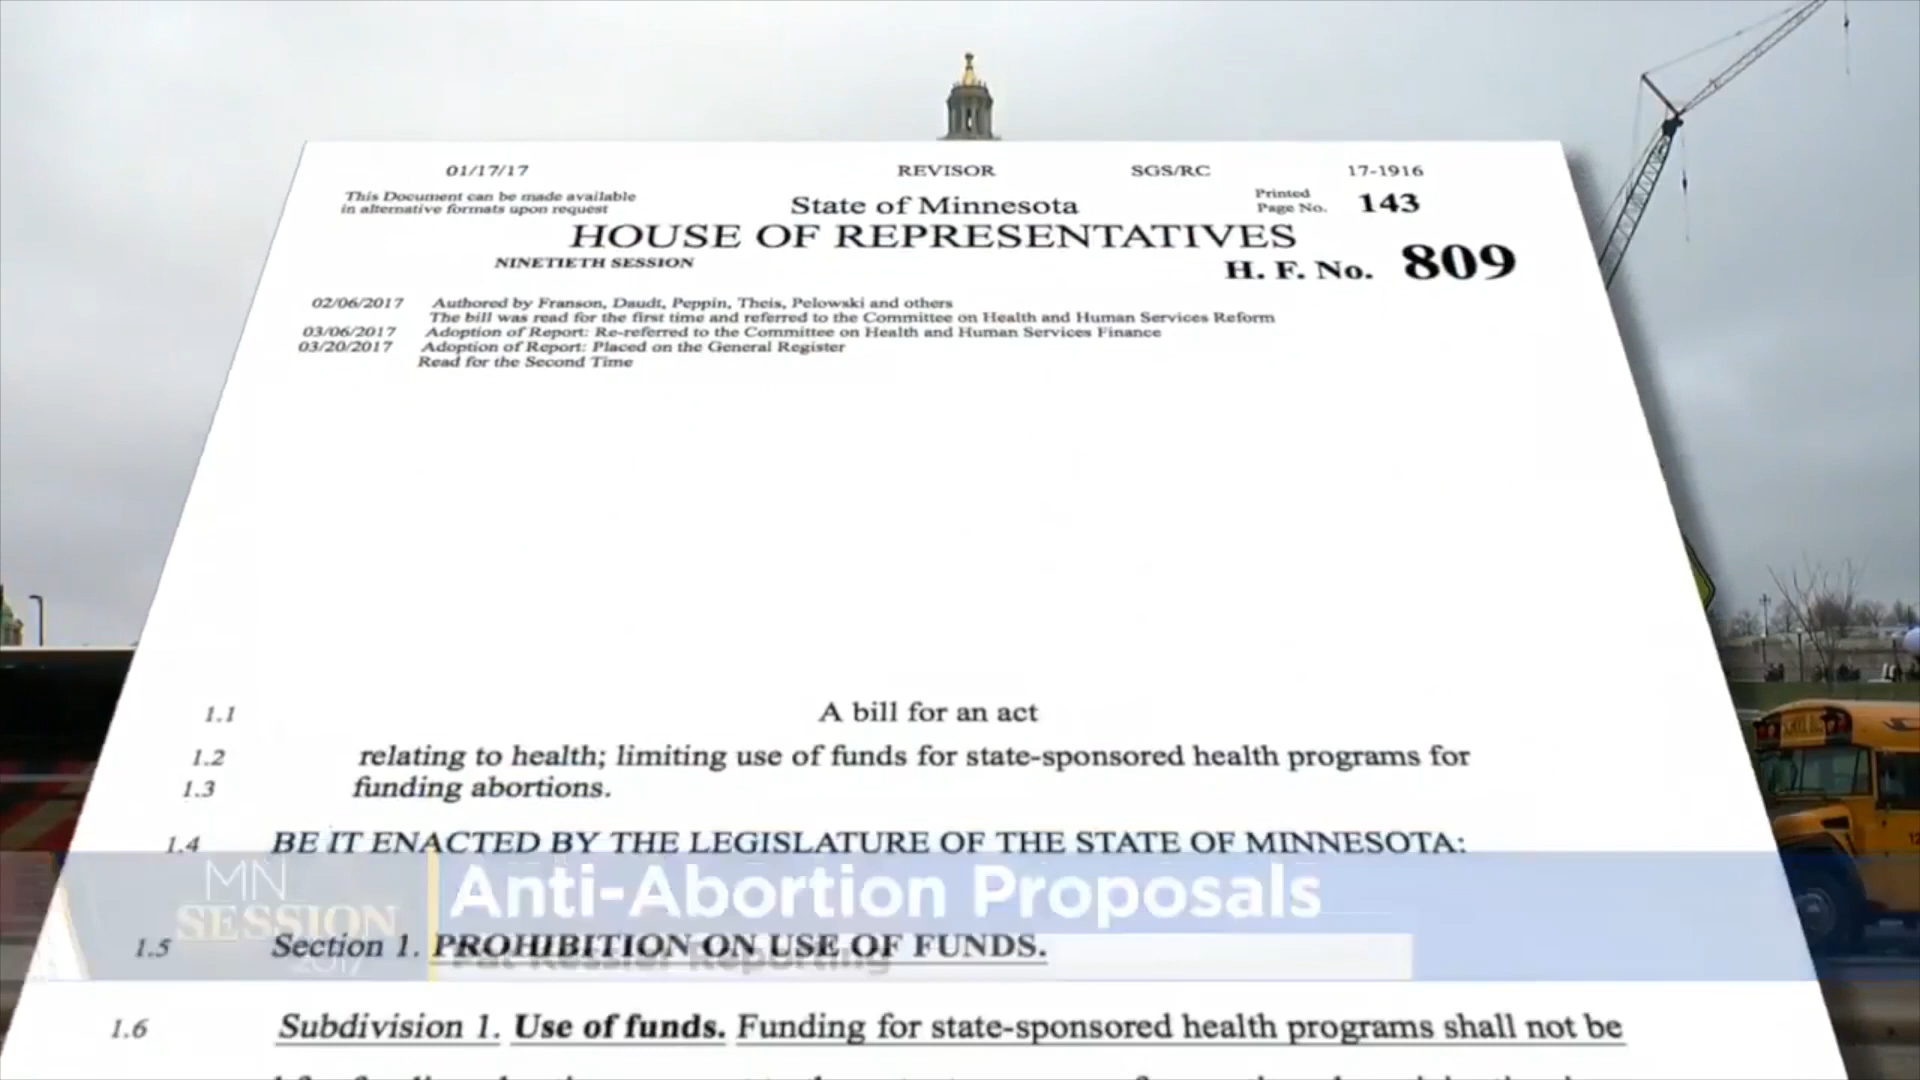 01/17/17 REVISOR SGS/RC 17-1916
This Document can be made available
in alternative formats upon request
State of Minnesota
Printed
Page No. 143
HOUSE OF REPRESENTATIVES
NINETIETH SESSION
H. F. No. 809
02/06/2017 Authored by Franson, Daudt, Peppin, Theis, Pelowski and others
The bill was read for the first time and referred to the Committee on Health and Human Services Reform
03/06/2017 Adoption of Report: Re-referred to the Committee on Health and Human Services Finance
03/20/2017 Adoption of Report: Placed on the General Register
Read for the Second Time
1.1 A bill for an act
1.2 relating to health; limiting use of funds for state-sponsored health programs for
1.3 funding abortions.
1.4 BE IT ENACTED BY THE LEGISLATURE OF THE STATE OF MINNESOTA:
MN
SESSION
2017
Anti-Abortion Proposals
Pat Kessler Reporting
1.5 Section 1. PROHIBITION ON USE OF FUNDS.
1.6 Subdivision 1. Use of funds. Funding for state-sponsored health programs shall not be